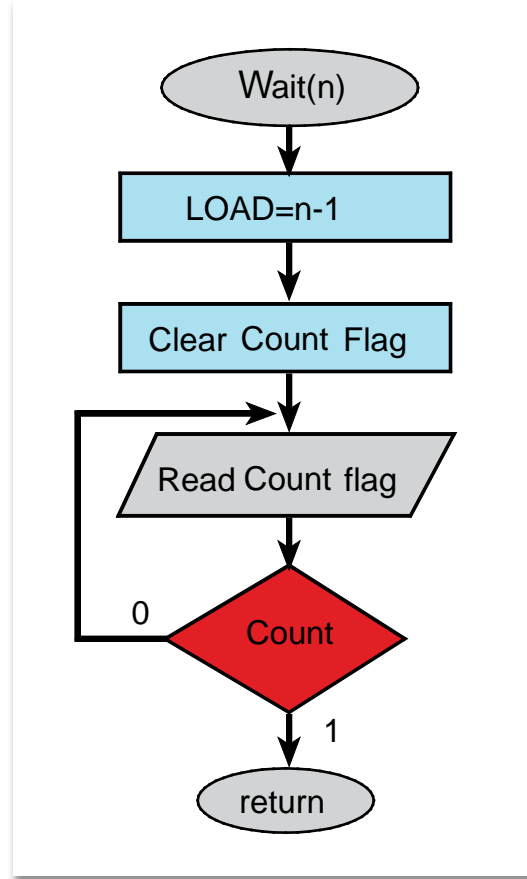 Wait(n)
LOAD=n-1
Clear Count Flag
Read Count flag
0
Count
1
return